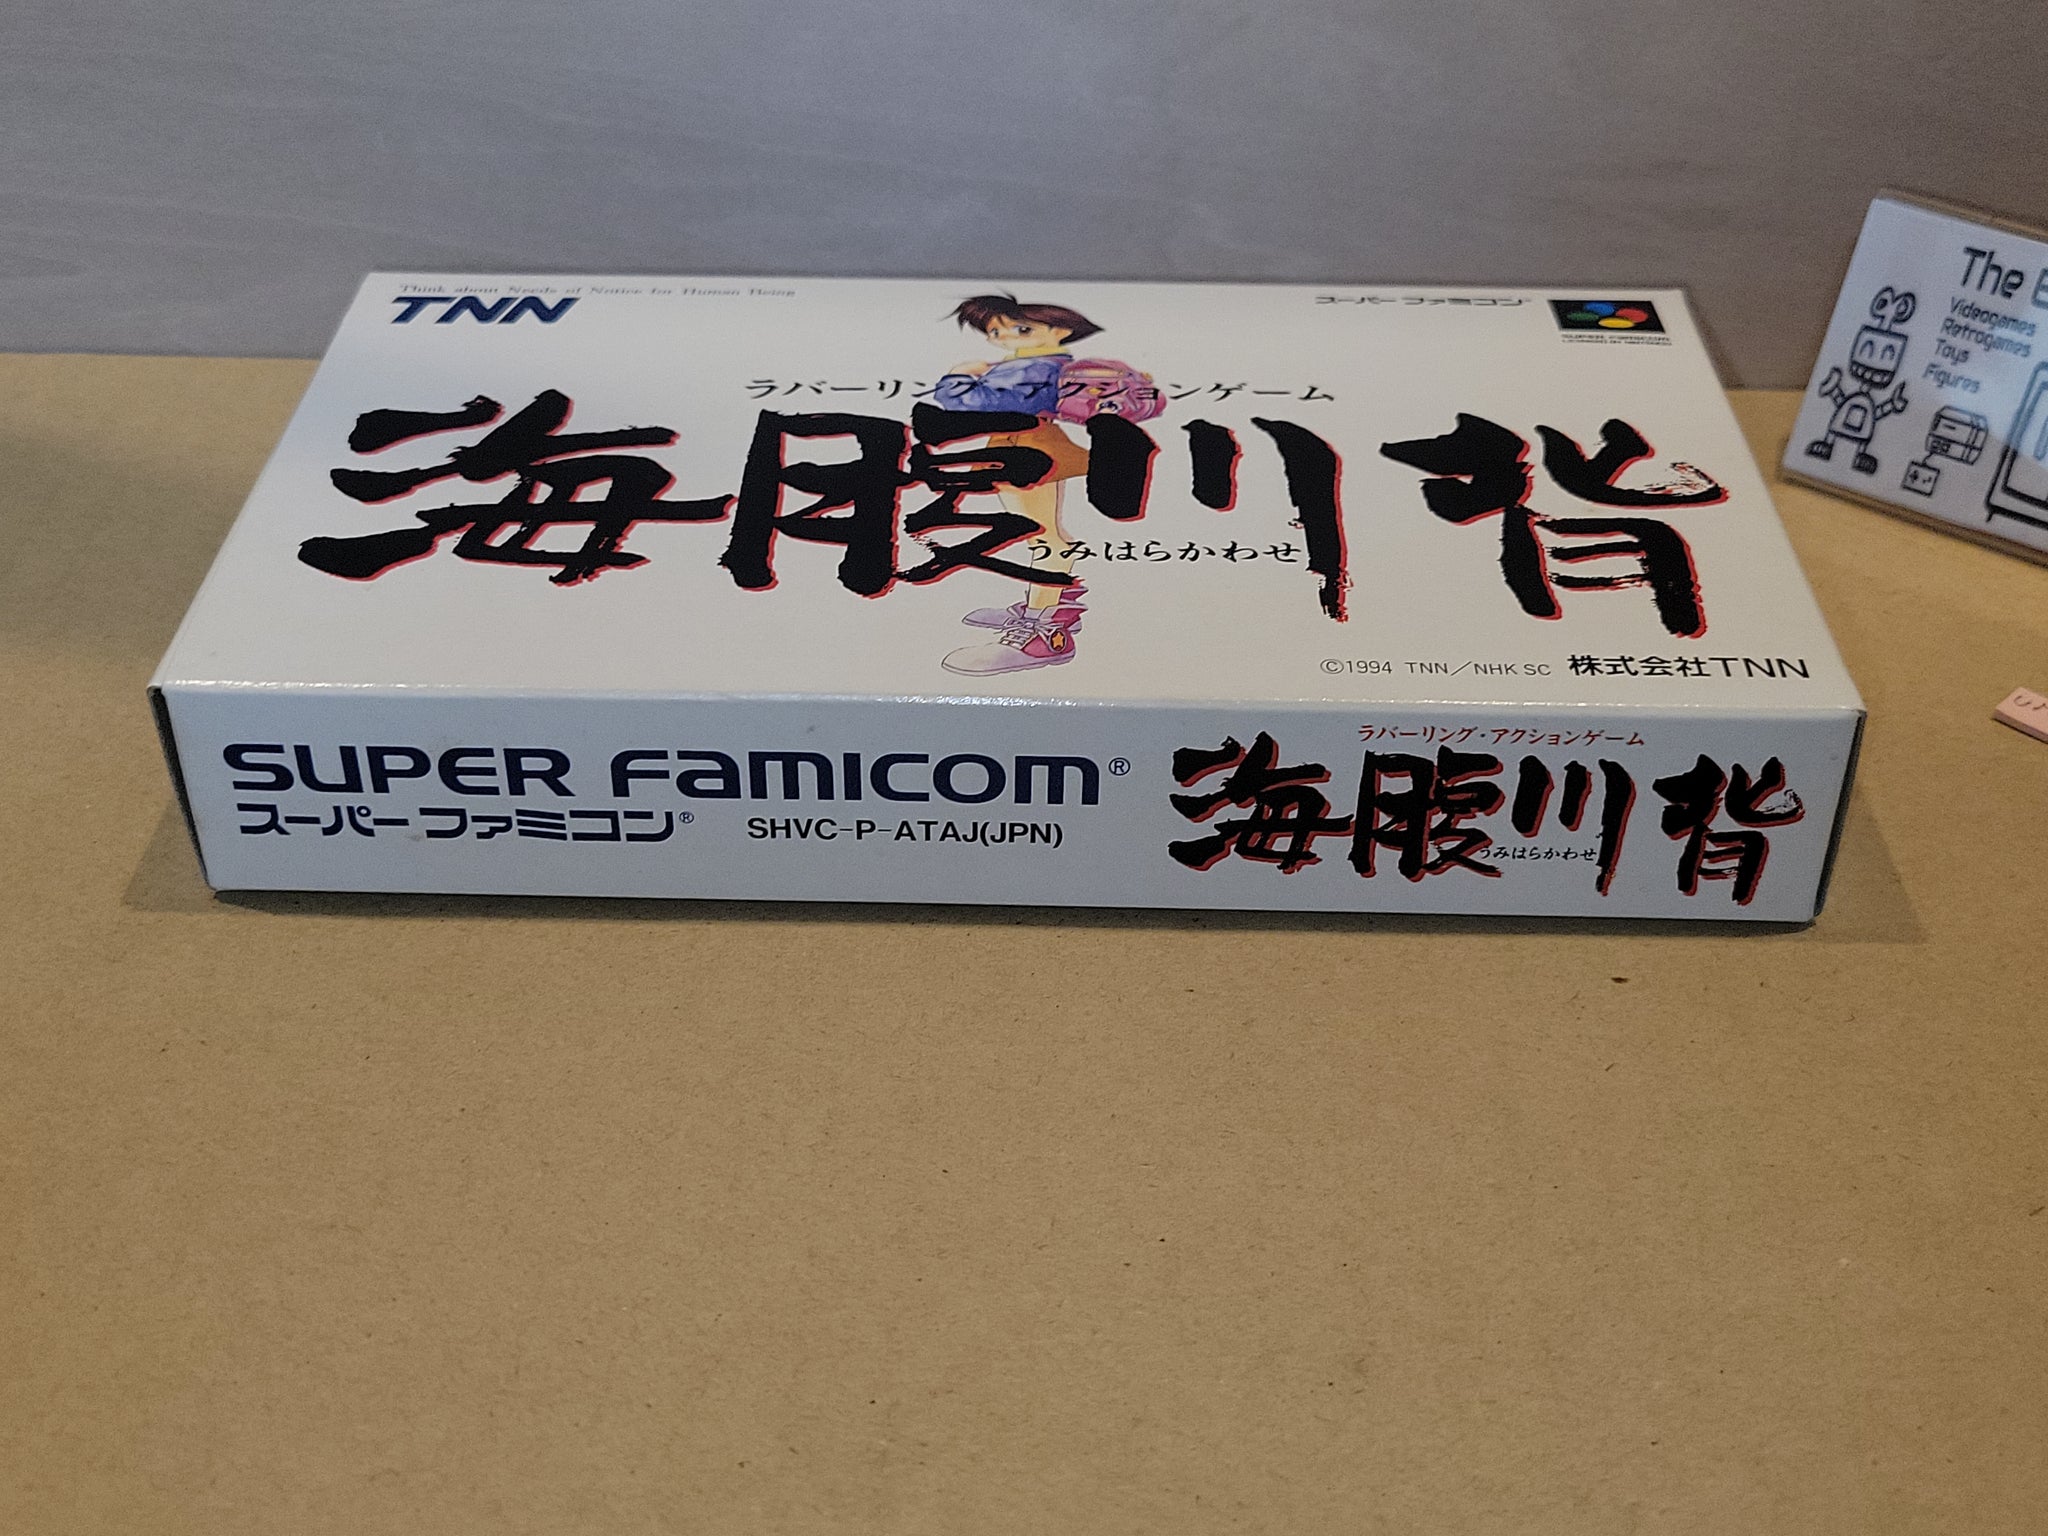 Think about Needs of Notice for Human Being
TNN
スーパーファミコン
SUPER FAMICOM
LICENSED BY NINTENDO
ラバーリング・アクションゲーム
海腹川背
うみはらかわせ
©1994 TNN/NHK SC 株式会社TNN
SUPER FAMICOM®
スーパーファミコン®
SHVC-P-ATAJ(JPN)
ラバーリング・アクションゲーム
海腹川背
うみはらかわせ
The
Videogames
Retrogames
Toys
Figures